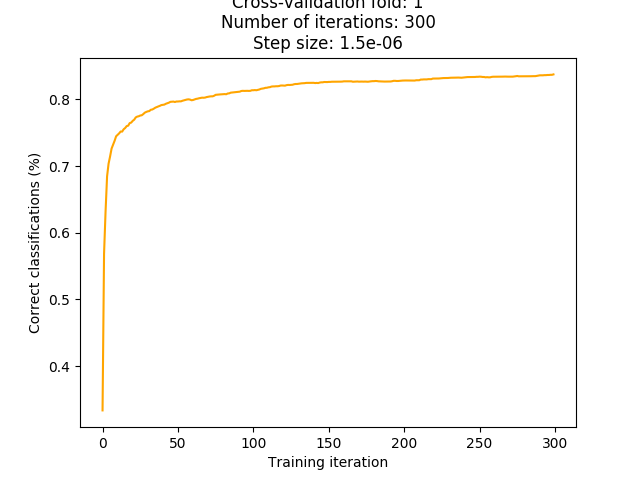 Cross-validation fold: 1
Number of iterations: 300
Step size: 1.5e-06
0.8
0.7
0.6
0.5
0.4
Correct classifications (%)
0 50 100 150 200 250 300
Training iteration